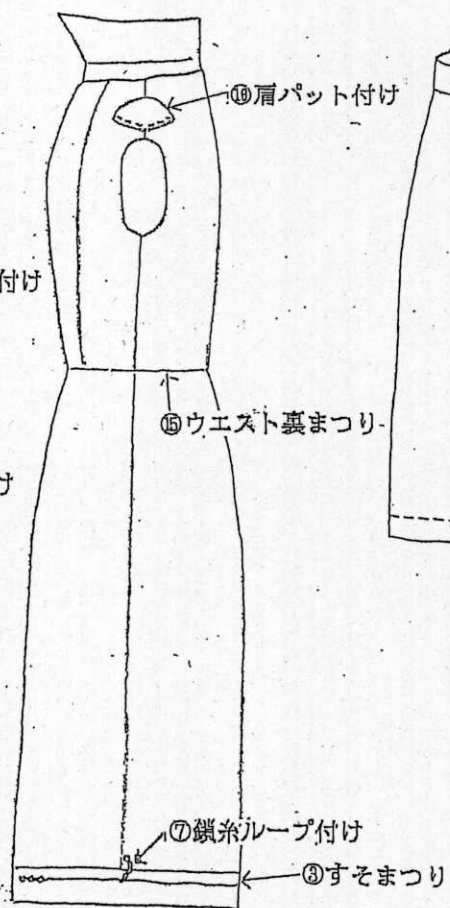 ⑯肩パット付け
付け
⑮ウエスト裏まつり
け
⑦鎖糸ループ付け
③すそまつり